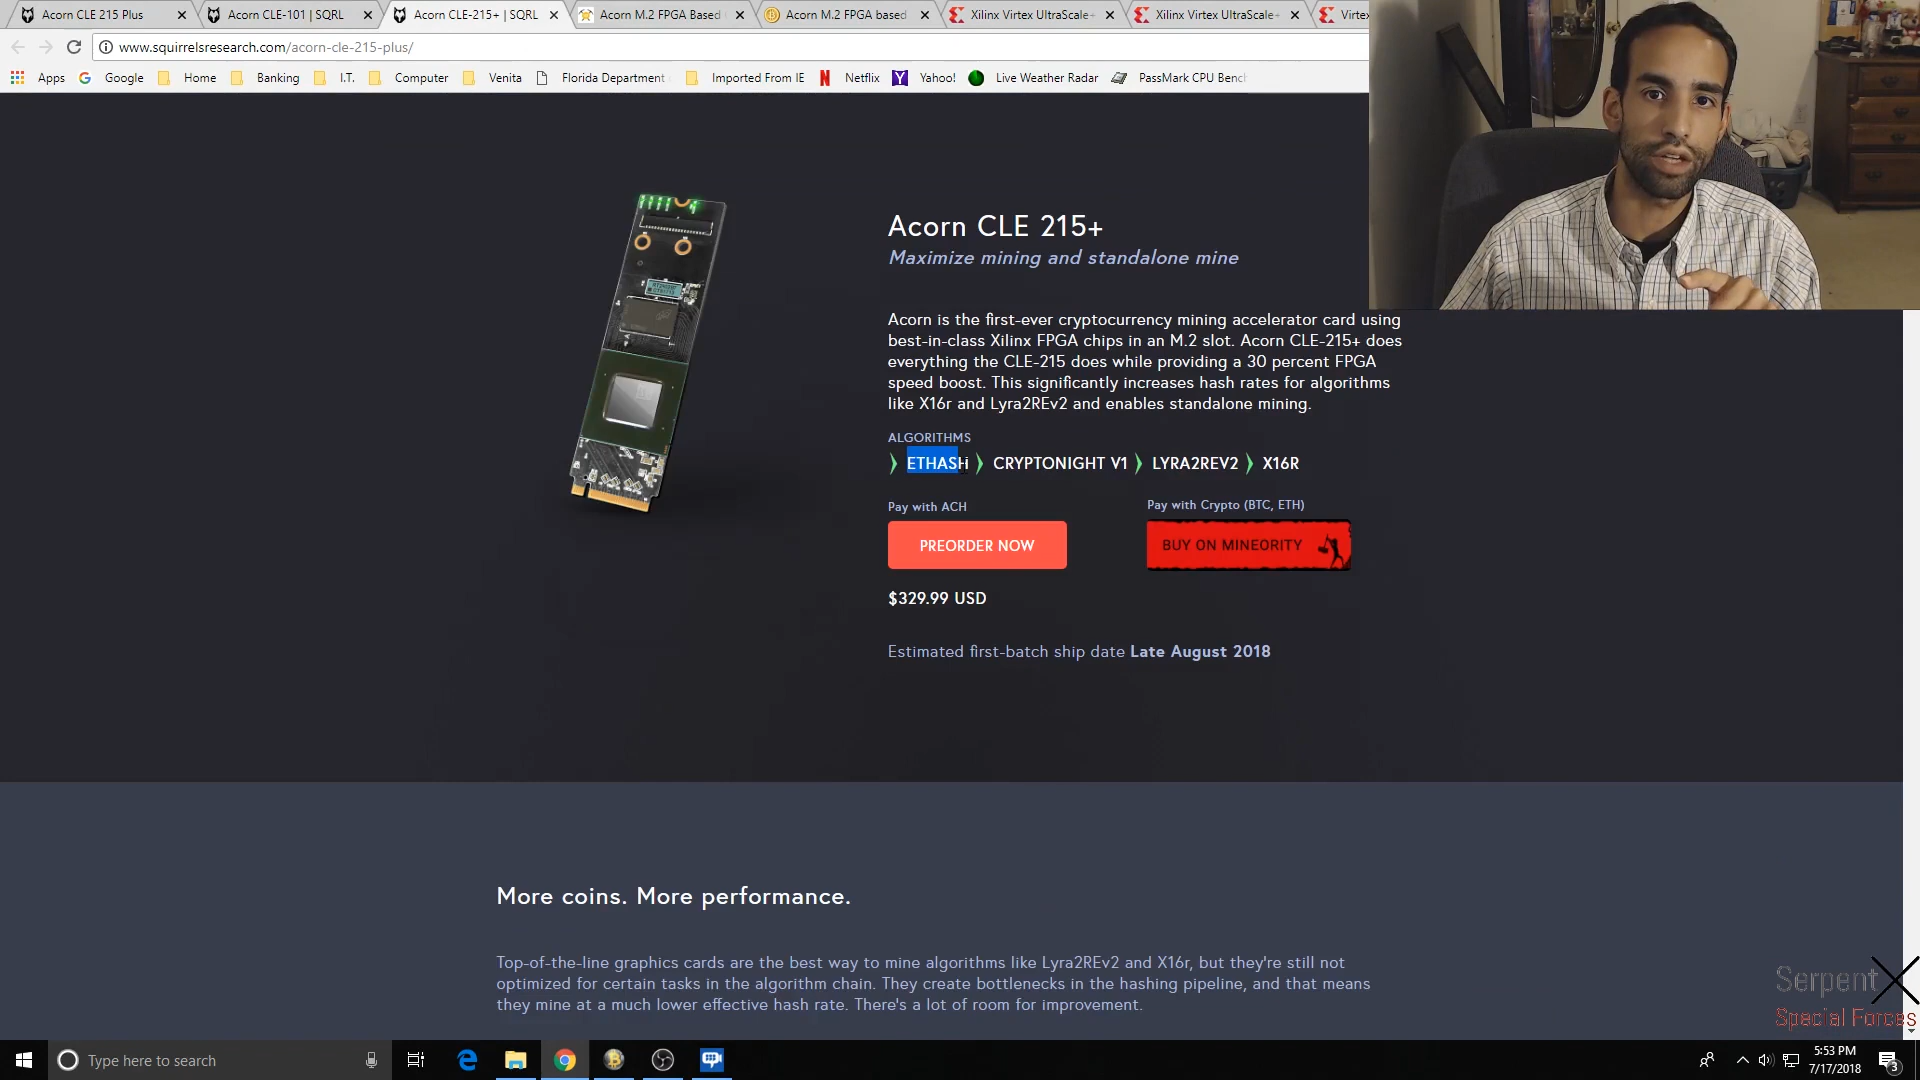 Acorn CLE 215 Plus
Acorn CLE-101 | SQRL
Acorn CLE-215+ | SQRL
Acorn M.2 FPGA Based
Acorn M.2 FPGA based
Xilinx Virtex UltraScale+
Xilinx Virtex UltraScale+
Virtex
www.squirrelsresearch.com/acorn-cle-215-plus/
Apps
Google
Home
Banking
I.T.
Computer
Venita
Florida Department
Imported From IE
Netflix
Yahoo!
Live Weather Radar
PassMark CPU Benc
Acorn CLE 215+
Maximize mining and standalone mine
Acorn is the first-ever cryptocurrency mining accelerator card using
best-in-class Xilinx FPGA chips in an M.2 slot. Acorn CLE-215+ does
everything the CLE-215 does while providing a 30 percent FPGA
speed boost. This significantly increases hash rates for algorithms
like X16r and Lyra2REv2 and enables standalone mining.
ALGORITHMS
ETHASH
CRYPTONIGHT V1
LYRA2REV2
X16R
Pay with ACH
Pay with Crypto (BTC, ETH)
PREORDER NOW
BUY ON MINEORITY
$329.99 USD
Estimated first-batch ship date Late August 2018
More coins. More performance.
Top-of-the-line graphics cards are the best way to mine algorithms like Lyra2REv2 and X16r, but they're still not
optimized for certain tasks in the algorithm chain. They create bottlenecks in the hashing pipeline, and that means
they mine at a much lower effective hash rate. There's a lot of room for improvement.
Serpent X
Special Forces
Type here to search
5:53 PM
7/17/2018
3